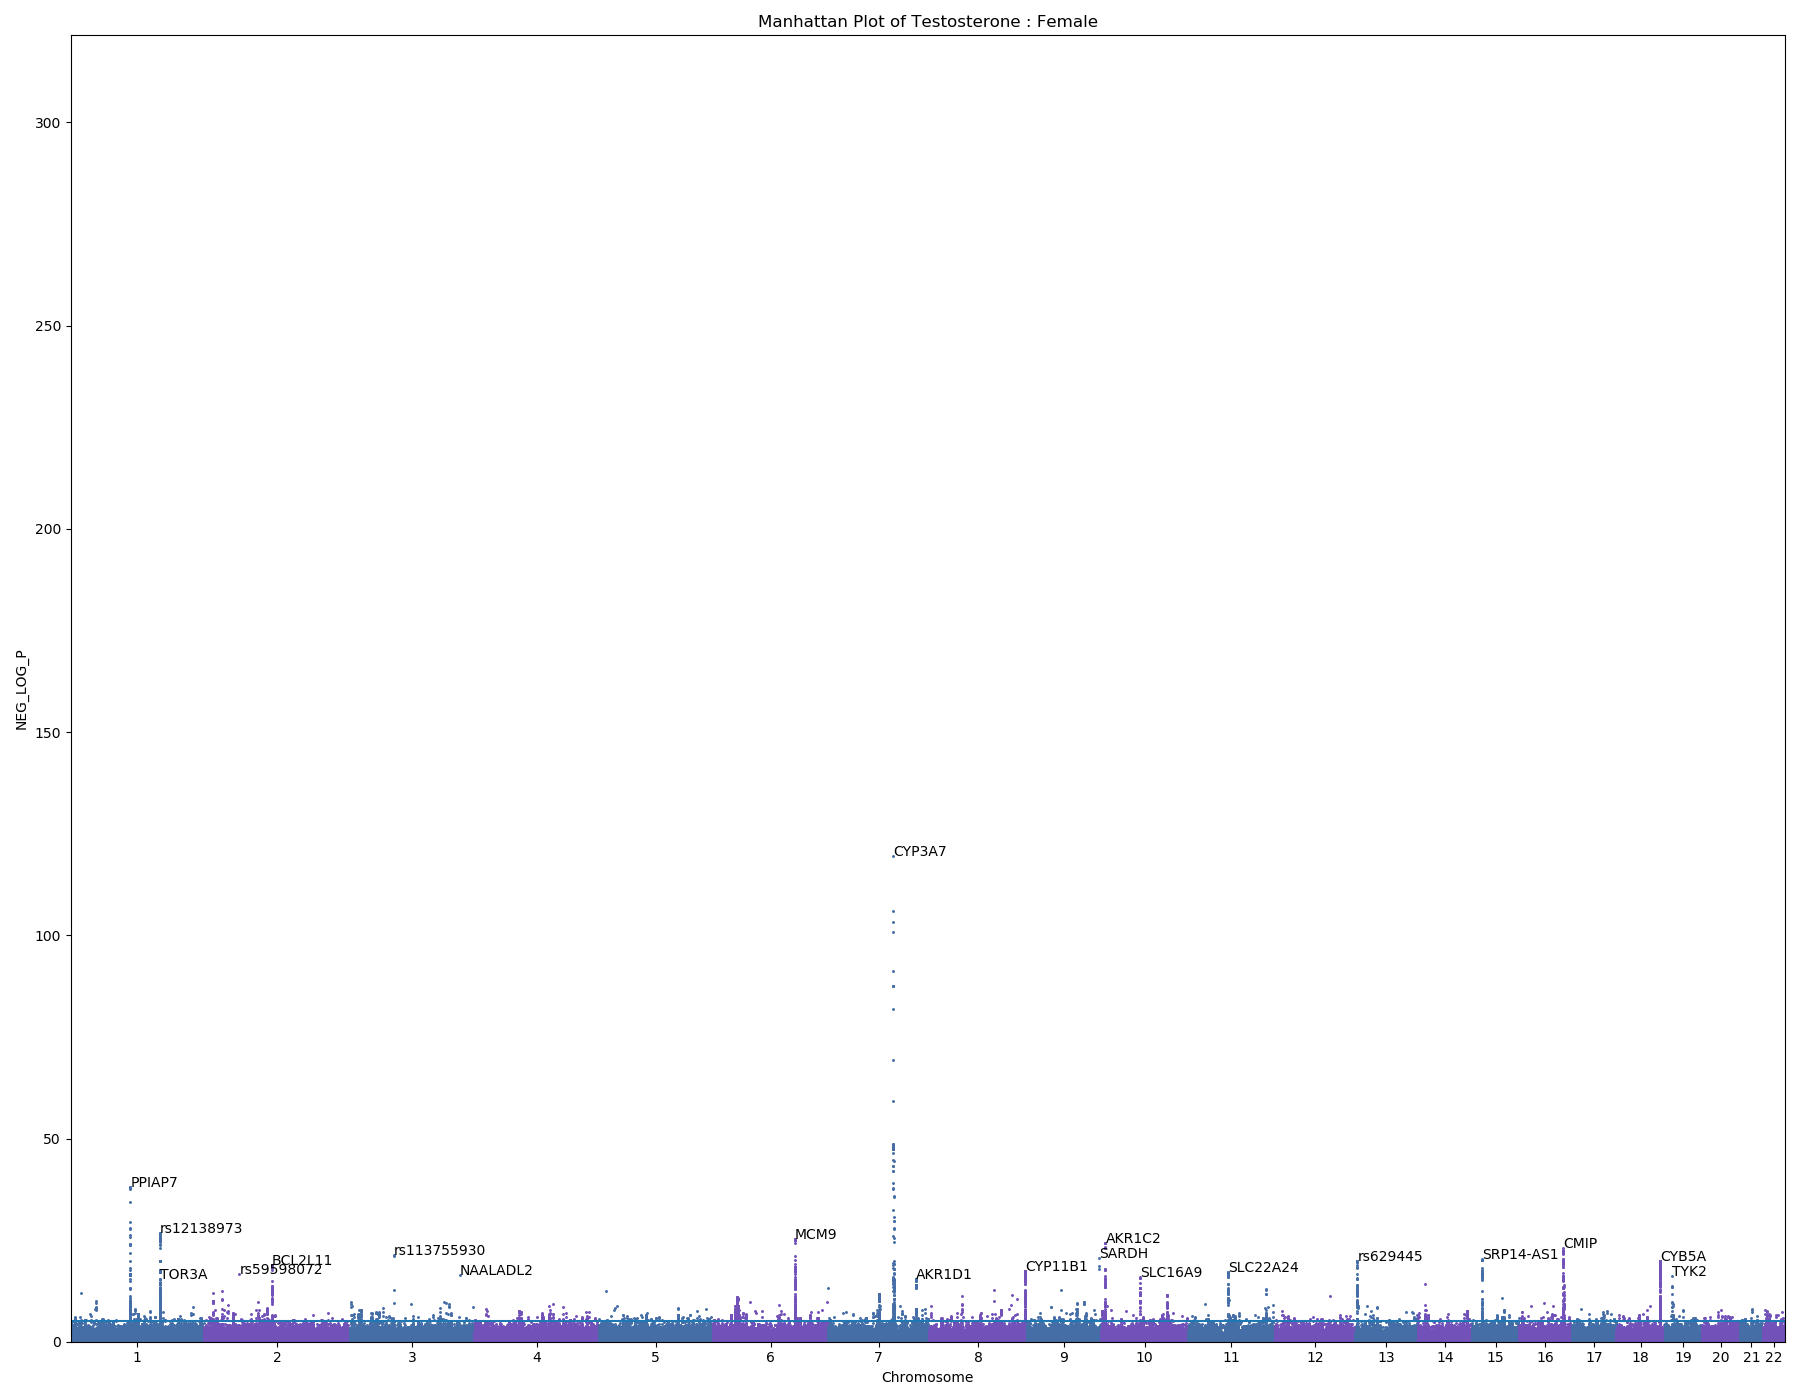 Manhattan Plot of Testosterone : Female
300
250
200
150
100
50
0
NEG_LOG_P
CYP3A7
PPIAP7
rs12138973
TOR3A
BCL2L11
rs59598072
rs113755930
NAALADL2
MCM9
AKR1D1
CYP11B1
AKR1C2
SARDH
SLC16A9
SLC22A24
rs629445
SRP14-AS1
CMIP
CYB5A
TYK2
1 2 3 4 5 6 7 8 9 10 11 12 13 14 15 16 17 18 19 20 21 22
Chromosome